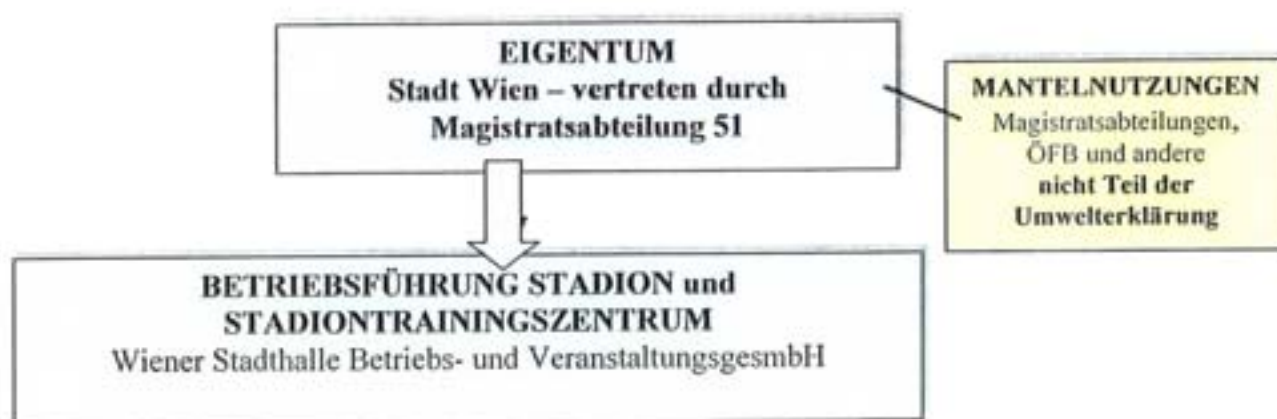 EIGENTUM
Stadt Wien – vertreten durch
Magistratsabteilung 51
MANTELNUTZUNGEN
Magistratsabteilungen,
ÖFB und andere
nicht Teil der
Umwelterklärung
BETRIEBSFÜHRUNG STADION und
STADIONTRAININGSZENTRUM
Wiener Stadthalle Betriebs- und VeranstaltungsgesmbH